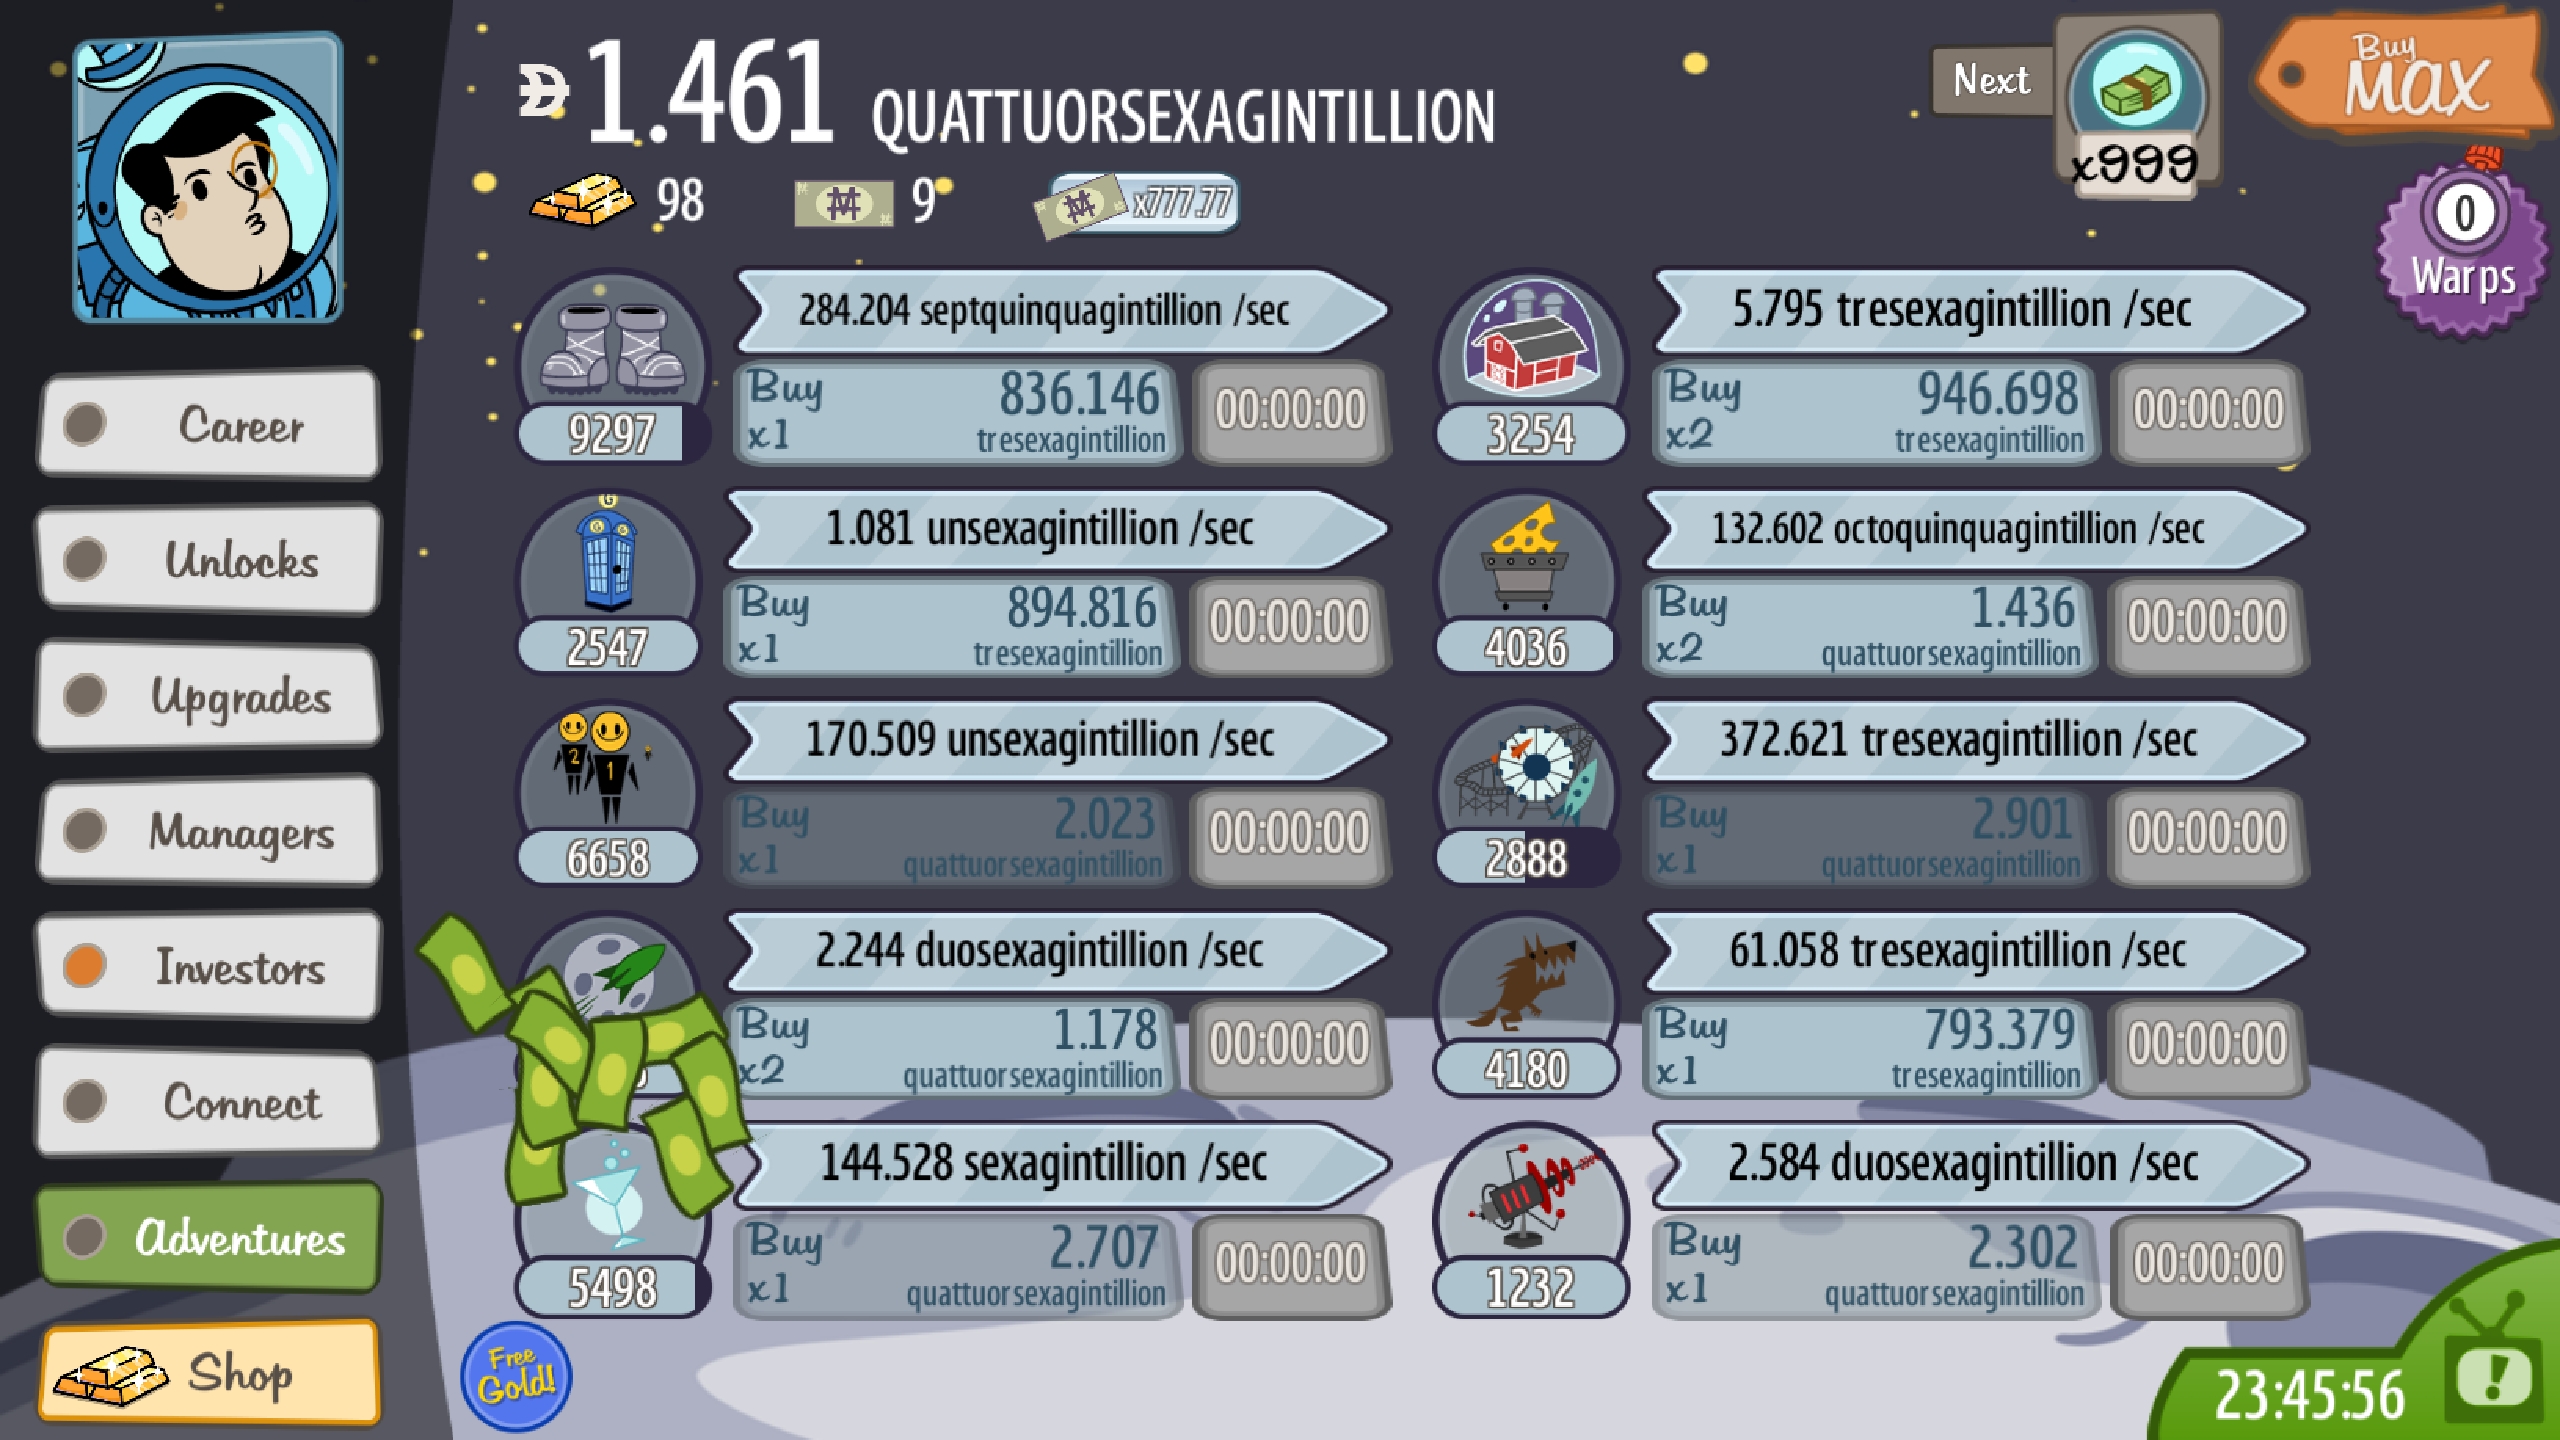 1.461 QUATTUORSEXAGINTILLION
Next
x999
Buy
MAX
98
9
x777.77
0
Warps
Career
Unlocks
Upgrades
Managers
Investors
Connect
Adventures
Shop
284.204 septquinquagintillion /sec
Buy 836.146
x1 tresexagintillion
00:00:00
9297
5.795 tresexagintillion /sec
Buy 946.698
x2 tresexagintillion
00:00:00
3254
1.081 unsexagintillion /sec
Buy 894.816
x1 tresexagintillion
00:00:00
2547
132.602 octoquinquagintillion /sec
Buy 1.436
x2 quattuorsexagintillion
00:00:00
4036
170.509 unsexagintillion /sec
2
1
Buy 2.023
x1 quattuorsexagintillion
00:00:00
6658
372.621 tresexagintillion /sec
Buy 2.901
x1 quattuorsexagintillion
00:00:00
2888
2.244 duosexagintillion /sec
Buy 1.178
x2 quattuorsexagintillion
00:00:00
61.058 tresexagintillion /sec
Buy 793.379
x1 tresexagintillion
00:00:00
4180
144.528 sexagintillion /sec
Buy 2.707
x1 quattuorsexagintillion
00:00:00
5498
2.584 duosexagintillion /sec
Buy 2.302
x1 quattuorsexagintillion
00:00:00
1232
Free
Gold!
23:45:56